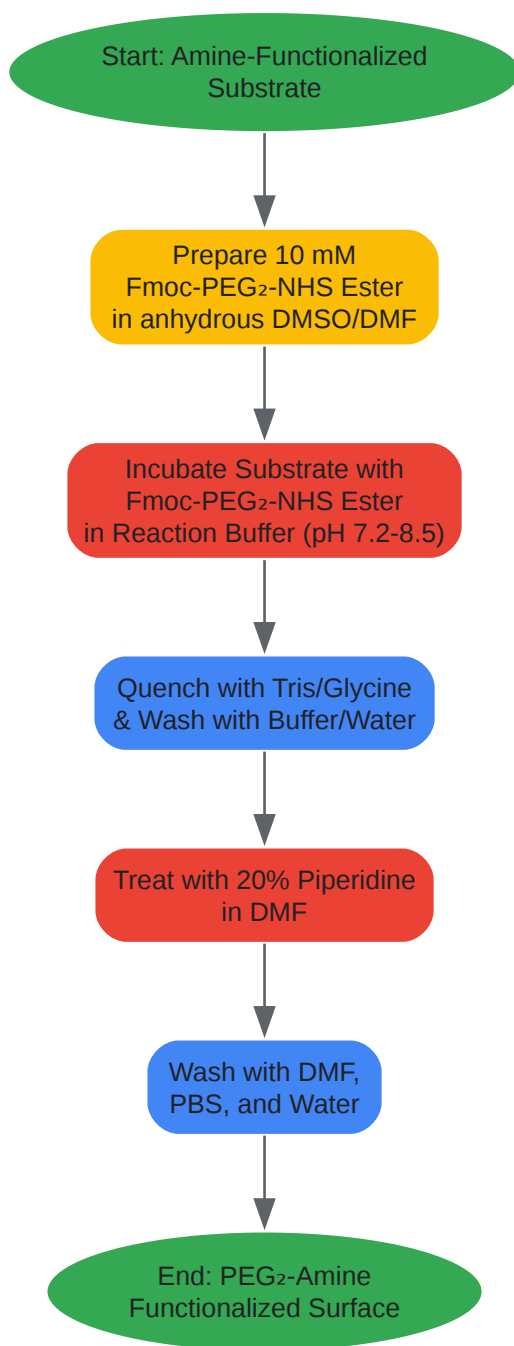 Start: Amine-Functionalized
Substrate
Prepare 10 mM
Fmoc-PEG₂-NHS Ester
in anhydrous DMSO/DMF
Incubate Substrate with
Fmoc-PEG₂-NHS Ester
in Reaction Buffer (pH 7.2-8.5)
Quench with Tris/Glycine
& Wash with Buffer/Water
Treat with 20% Piperidine
in DMF
Wash with DMF,
PBS, and Water
End: PEG₂-Amine
Functionalized Surface